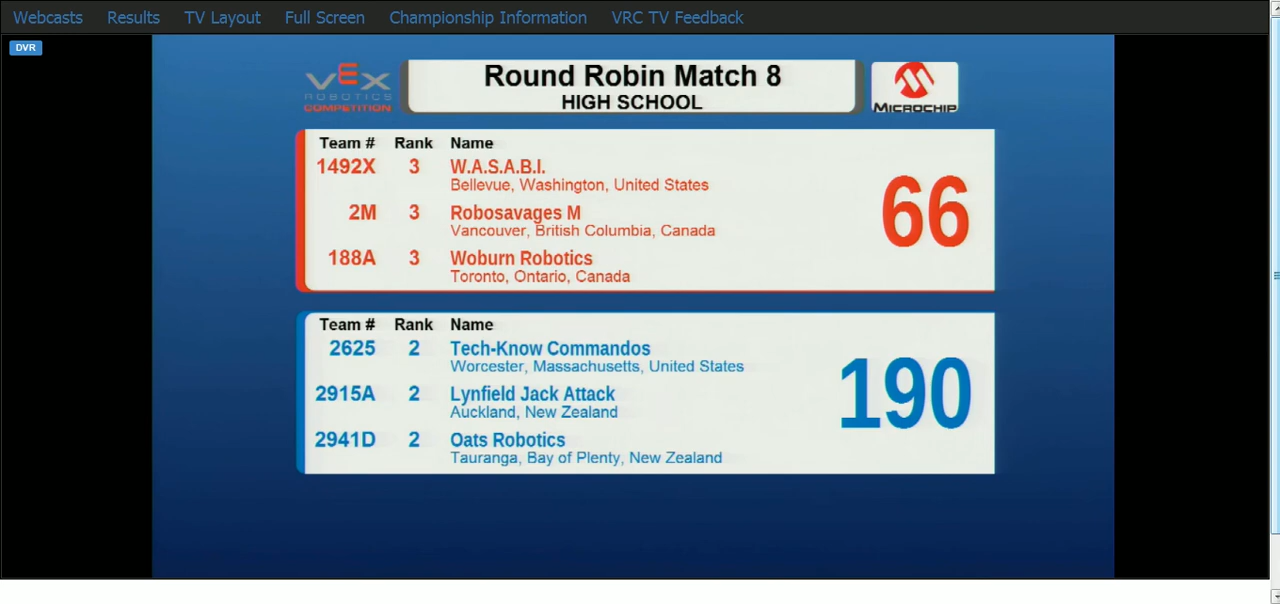 Webcasts Results TV Layout Full Screen Championship Information VRC TV Feedback
DVR
VEX
ROBOTICS
COMPETITION
Round Robin Match 8
HIGH SCHOOL
MICROCHIP
Team # Rank Name
1492X 3 W.A.S.A.B.I.
Bellevue, Washington, United States
2M 3 Robosavages M
Vancouver, British Columbia, Canada
188A 3 Woburn Robotics
Toronto, Ontario, Canada
66
Team # Rank Name
2625 2 Tech-Know Commandos
Worcester, Massachusetts, United States
2915A 2 Lynfield Jack Attack
Auckland, New Zealand
2941D 2 Oats Robotics
Tauranga, Bay of Plenty, New Zealand
190